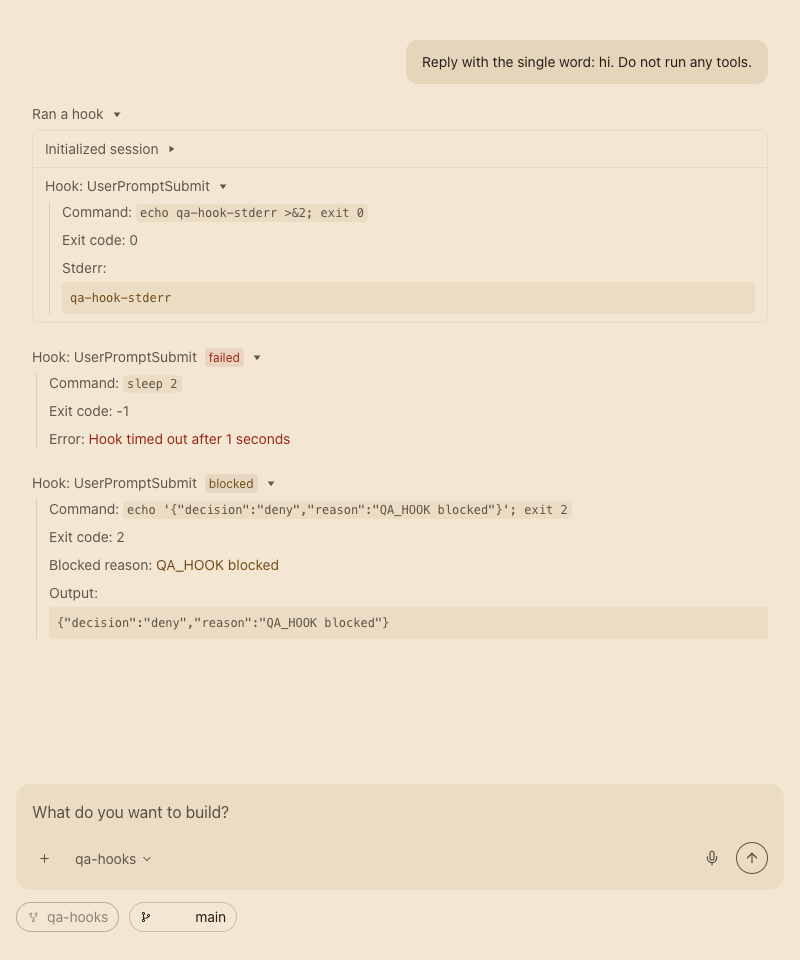 Reply with the single word: hi. Do not run any tools.
Ran a hook
Initialized session
Hook: UserPromptSubmit
Command: echo qa-hook-stderr >&2; exit 0
Exit code: 0
Stderr:
qa-hook-stderr
Hook: UserPromptSubmit failed
Command: sleep 2
Exit code: -1
Error: Hook timed out after 1 seconds
Hook: UserPromptSubmit blocked
Command: echo '{"decision":"deny","reason":"QA_HOOK blocked"}'; exit 2
Exit code: 2
Blocked reason: QA_HOOK blocked
Output:
{"decision":"deny","reason":"QA_HOOK blocked"}
What do you want to build?
qa-hooks
qa-hooks main